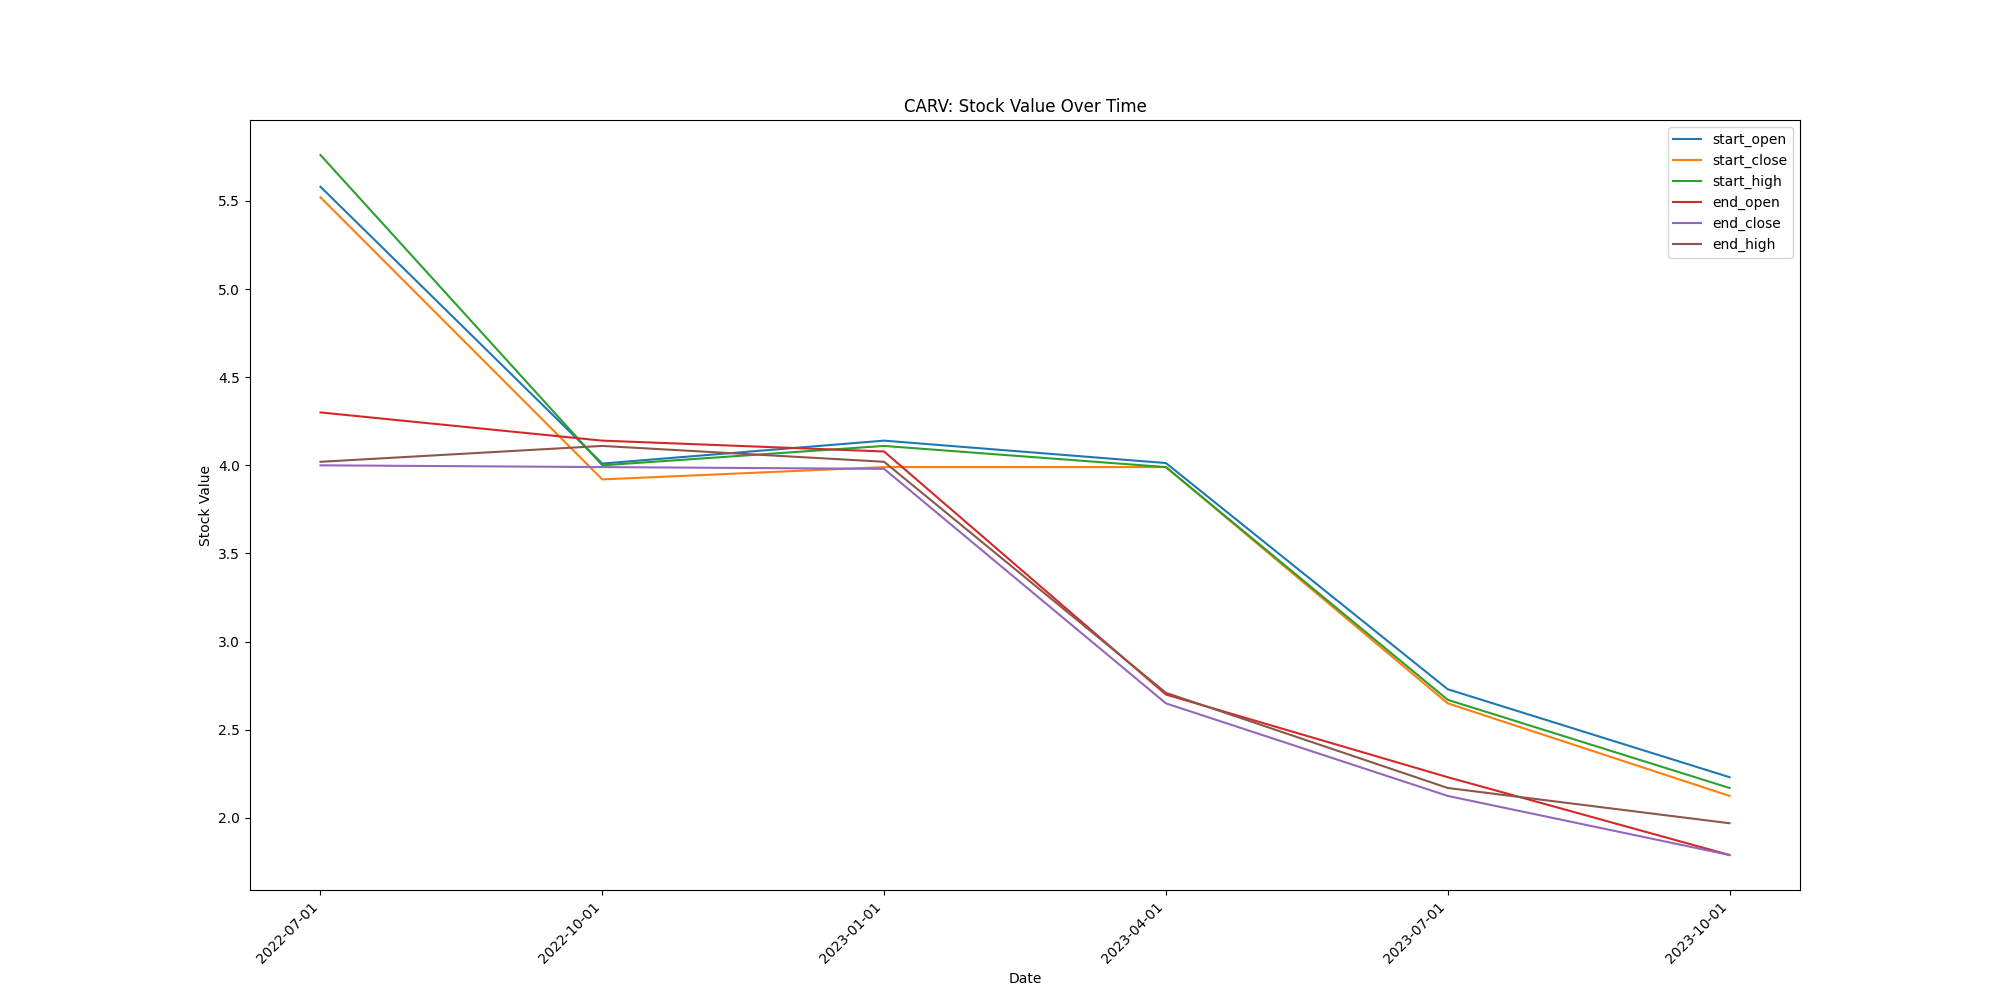 CARV: Stock Value Over Time
start_open
start_close
start_high
end_open
end_close
end_high
5.5
5.0
4.5
4.0
3.5
3.0
2.5
2.0
Stock Value
2022-07-01
2022-10-01
2023-01-01
2023-04-01
2023-07-01
2023-10-01
Date